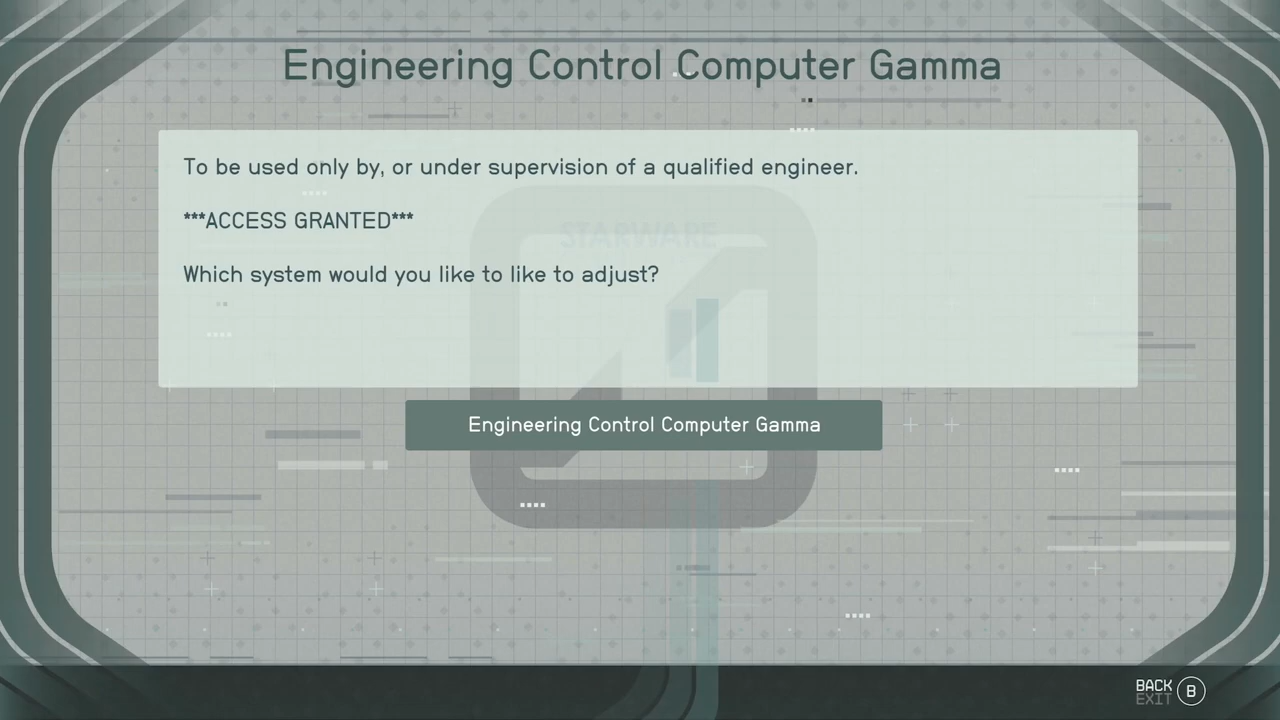 Engineering Control Computer Gamma
To be used only by, or under supervision of a qualified engineer.
STARWARE
***ACCESS GRANTED***
Which system would you like to like to adjust?
Engineering Control Computer Gamma
BACK
EXIT
B